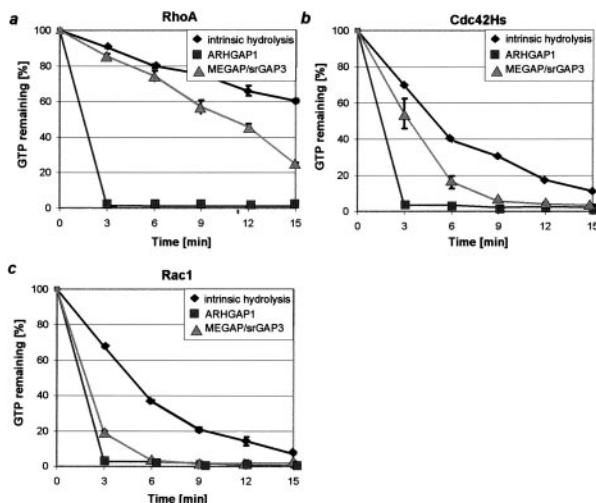 a
RhoA
GTP remaining [%]
100
80
60
40
20
0
intrinsic hydrolysis
ARHGAP1
MEGAP/srGAP3
0 3 6 9 12 15
Time [min]
b
Cdc42Hs
GTP remaining [%]
100
80
60
40
20
0
intrinsic hydrolysis
ARHGAP1
MEGAP/srGAP3
0 3 6 9 12 15
Time [min]
c
Rac1
GTP remaining [%]
100
80
60
40
20
0
intrinsic hydrolysis
ARHGAP1
MEGAP/srGAP3
0 3 6 9 12 15
Time [min]